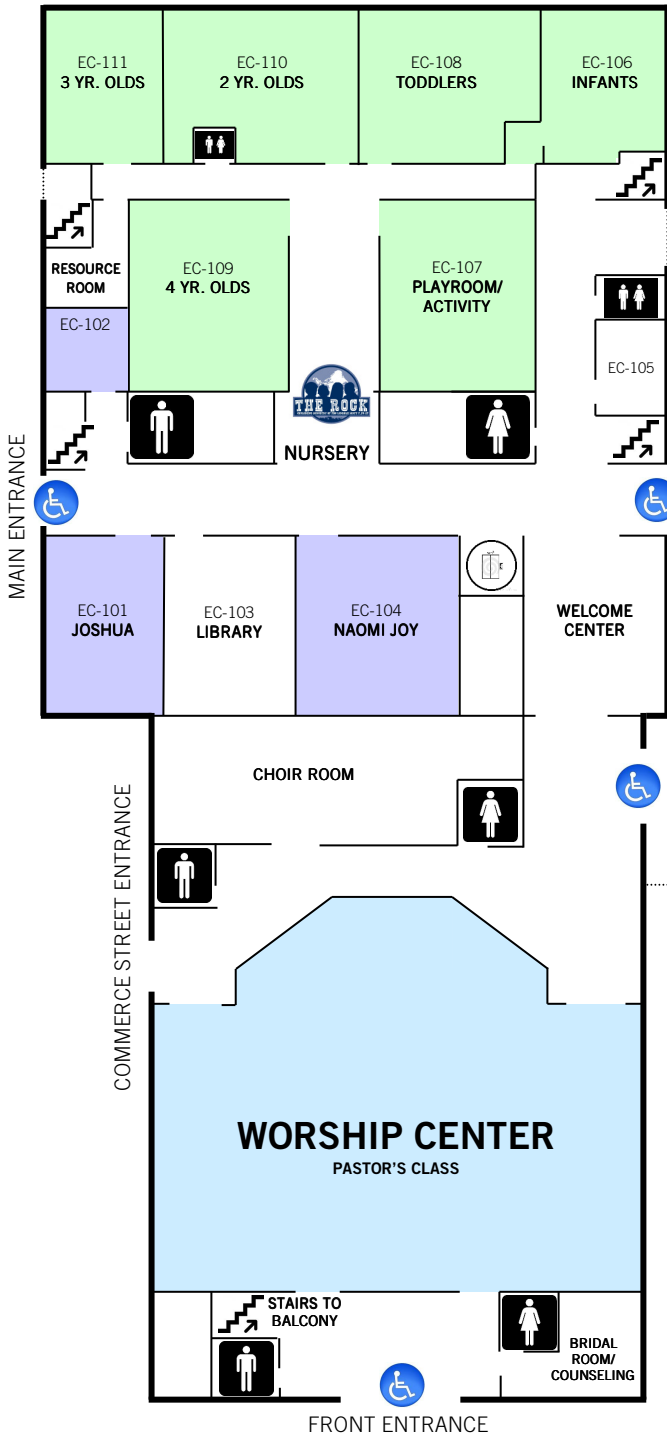 EC-111
3 YR. OLDS
EC-110
2 YR. OLDS
EC-108
TODDLERS
EC-106
INFANTS
RESOURCE
ROOM
EC-109
4 YR. OLDS
EC-107
PLAYROOM/
ACTIVITY
EC-102
EC-105
THE ROCK
NURSERY
MAIN ENTRANCE
EC-101
JOSHUA
EC-103
LIBRARY
EC-104
NAOMI JOY
WELCOME
CENTER
CHOIR ROOM
COMMERCE STREET ENTRANCE
WORSHIP CENTER
PASTOR'S CLASS
STAIRS TO
BALCONY
BRIDAL
ROOM/
COUNSELING
FRONT ENTRANCE